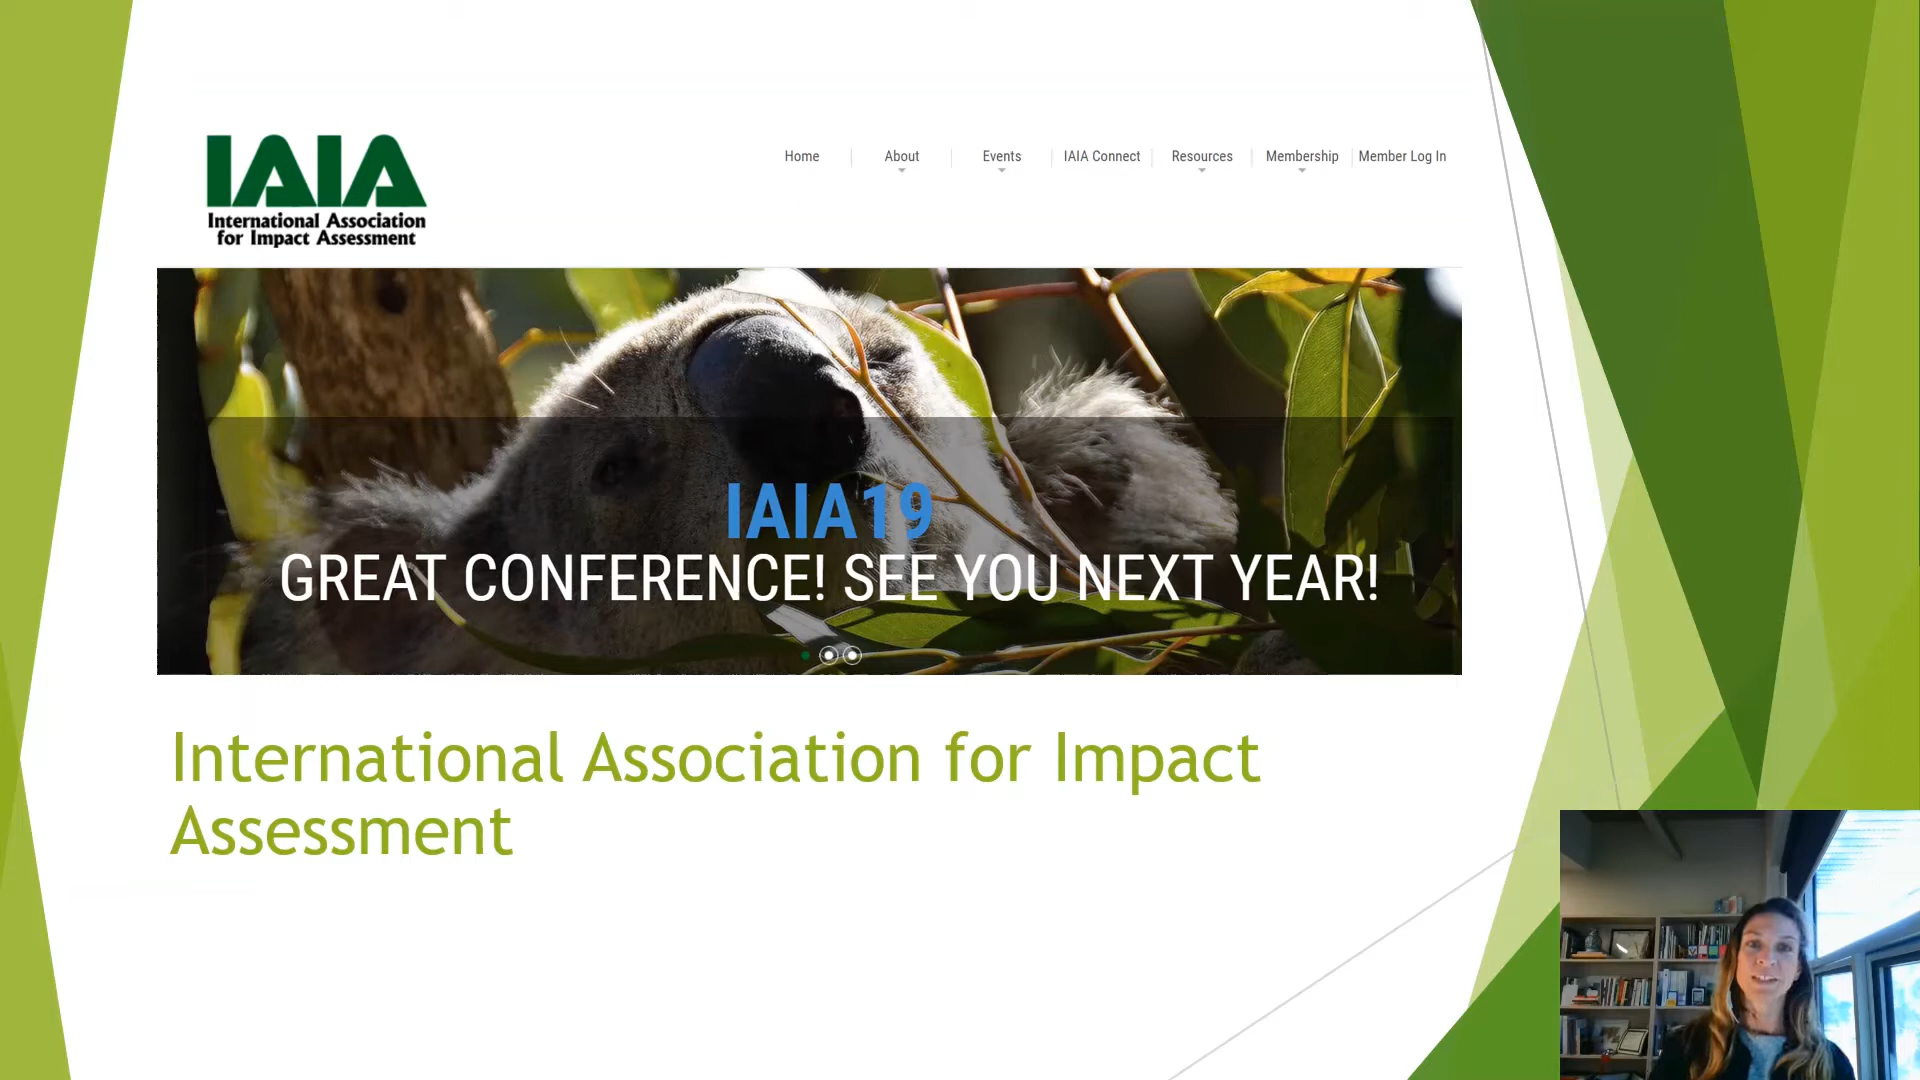 IAIA
International Association
for Impact Assessment
Home About Events IAIA Connect Resources Membership Member Log In
IAIA19
GREAT CONFERENCE! SEE YOU NEXT YEAR!
International Association for Impact
Assessment